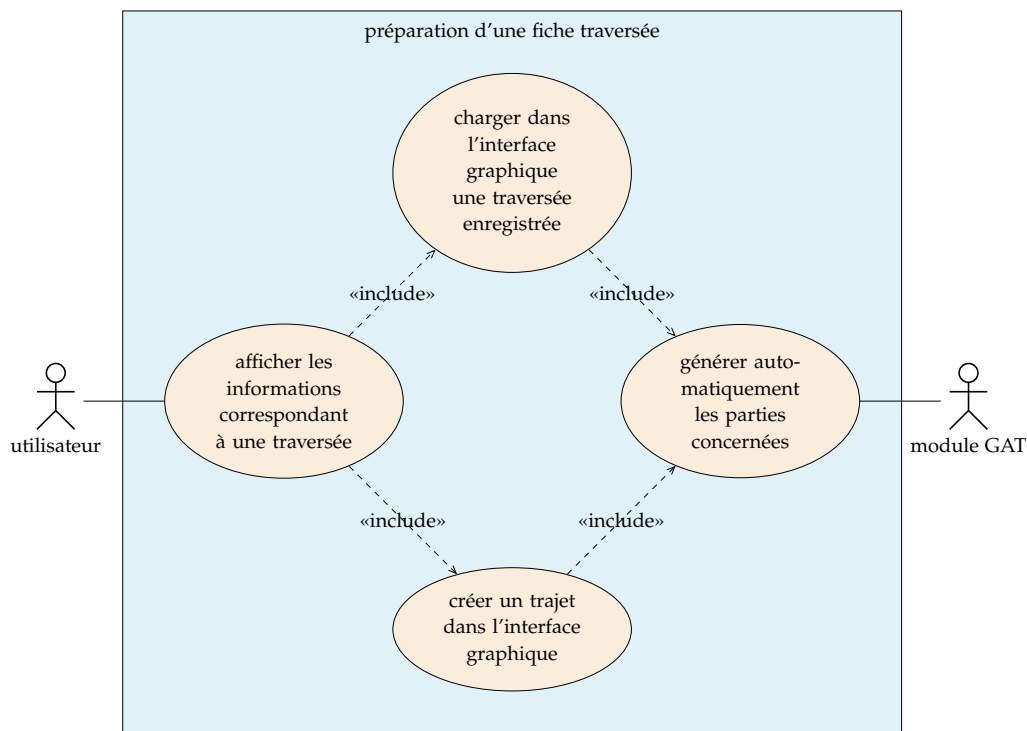 préparation d'une fiche traversée
charger dans
l'interface
graphique
une traversée
enregistrée
«include»
«include»
afficher les
informations
correspondant
à une traversée
générer auto-
matiquement
les parties
concernées
utilisateur
module GAT
«include»
«include»
créer un trajet
dans l'interface
graphique